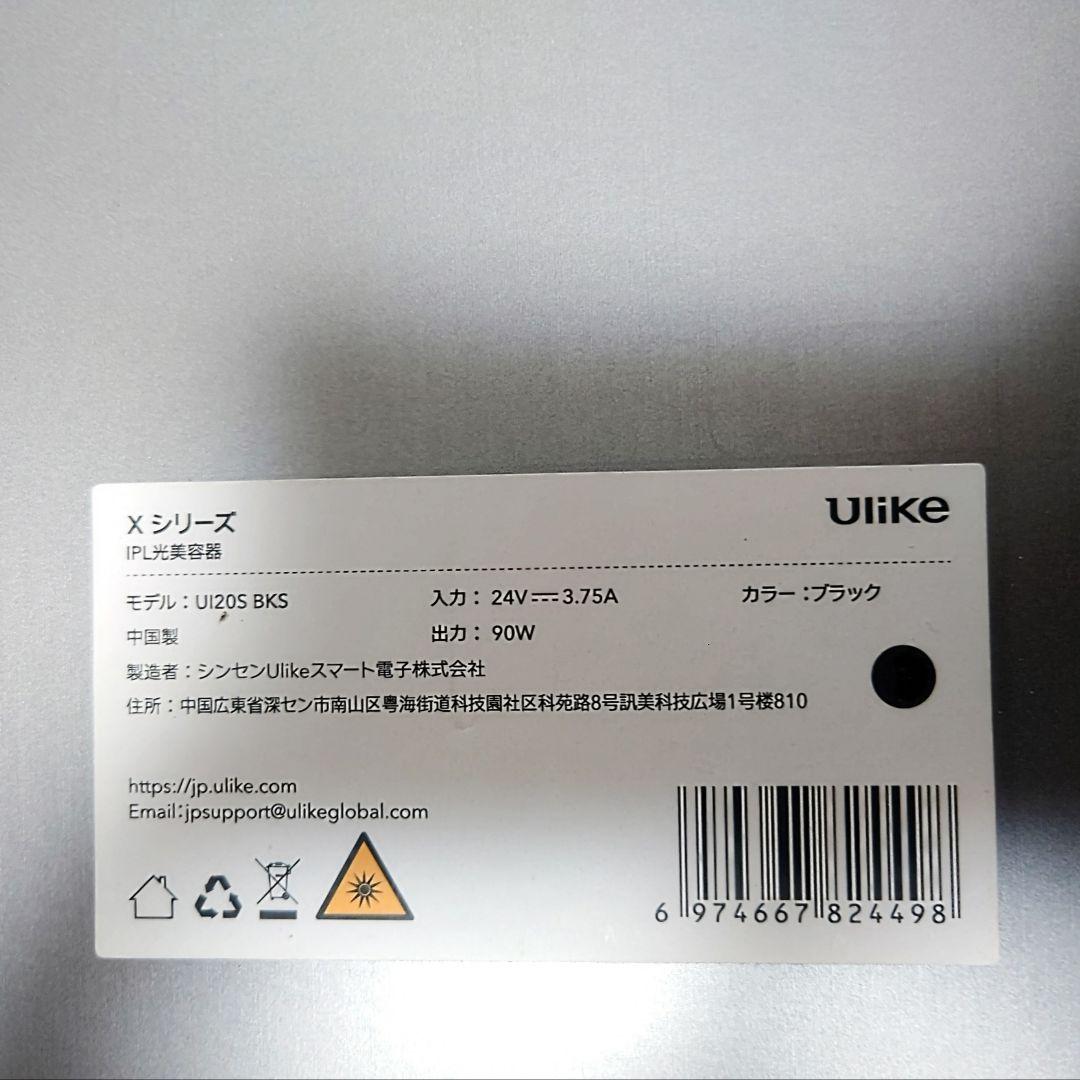 X シリーズ
Ulike
IPL光美容器
モデル：UI20S BKS
入力： 24V⎓3.75A
カラー：ブラック
中国製
出力： 90W
製造者：シンセンUlikeスマート電子株式会社
住所：中国広東省深セン市南山区粤海街道科技園社区科苑路8号訊美科技広場1号楼810
https://jp.ulike.com
Email:jpsupport@ulikeglobal.com
6 974667 824498